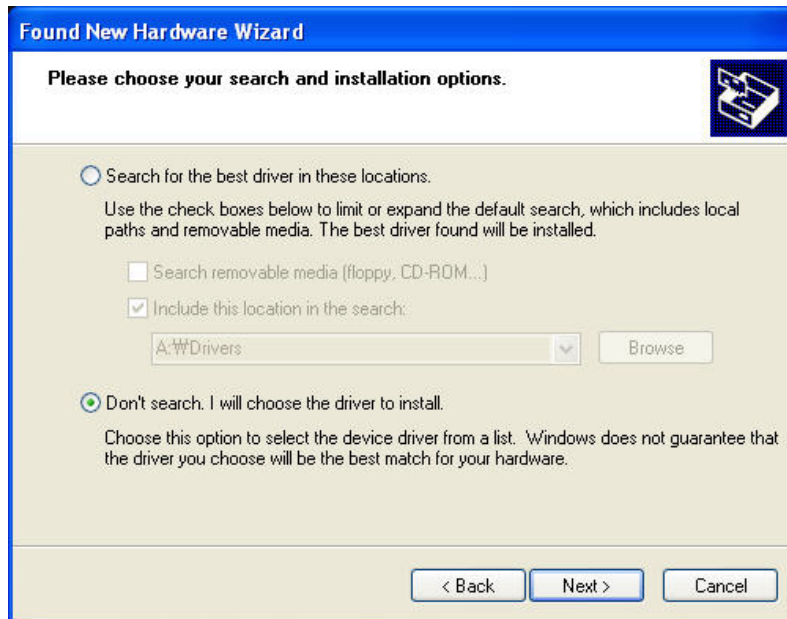 Found New Hardware Wizard
Please choose your search and installation options.
Search for the best driver in these locations.
Use the check boxes below to limit or expand the default search, which includes local
paths and removable media. The best driver found will be installed.
Search removable media (floppy, CD-ROM...)
Include this location in the search:
A:₩Drivers
Browse
Don't search. I will choose the driver to install.
Choose this option to select the device driver from a list. Windows does not guarantee that
the driver you choose will be the best match for your hardware.
< Back
Next >
Cancel